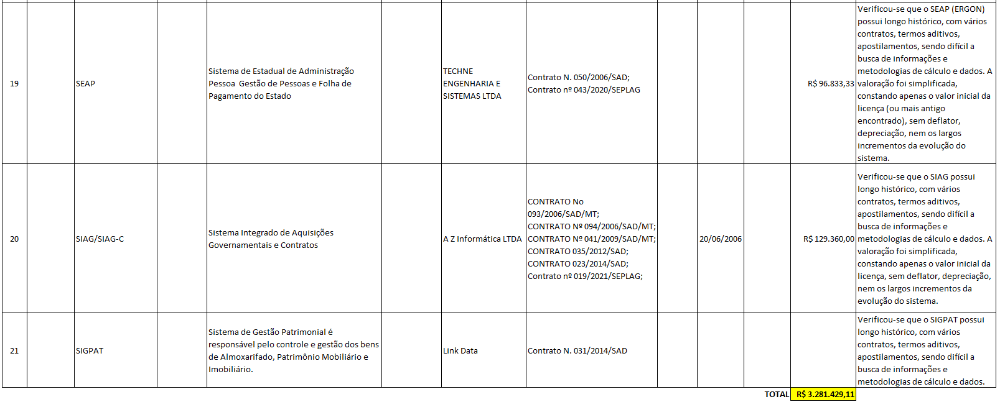 19
SEAP
Sistema de Estadual de Administração
Pessoa  Gestão de Pessoas e Folha de
Pagamento do Estado
TECHNE
ENGENHARIA E
SISTEMAS LTDA
Contrato N. 050/2006/SAD;
Contrato nº 043/2020/SEPLAG
R$ 96.833,33
Verificou-se que o SEAP (ERGON)
possui longo histórico, com vários
contratos, termos aditivos,
apostilamentos, sendo difícil a
busca de informações e
metodologias de cálculo e dados. A
valoração foi simplificada,
constando apenas o valor inicial da
licença (ou mais antigo
encontrado), sem deflator,
depreciação, nem os largos
incrementos da evolução do
sistema.
20
SIAG/SIAG-C
Sistema Integrado de Aquisições
Governamentais e Contratos
A Z Informática LTDA
CONTRATO No
093/2006/SAD/MT;
CONTRATO Nº 094/2006/SAD/MT;
CONTRATO Nº 041/2009/SAD/MT;
CONTRATO 035/2012/SAD;
CONTRATO 023/2014/SAD;
Contrato nº 019/2021/SEPLAG;
20/06/2006
R$ 129.360,00
Verificou-se que o SIAG possui
longo histórico, com vários
contratos, termos aditivos,
apostilamentos, sendo difícil a
busca de informações e
metodologias de cálculo e dados. A
valoração foi simplificada,
constando apenas o valor inicial da
licença, sem deflator, depreciação,
nem os largos incrementos da
evolução do sistema.
21
SIGPAT
Sistema de Gestão Patrimonial é
responsável pelo controle e gestão dos bens
de Almoxarifado, Patrimônio Mobiliário e
Imobiliário.
Link Data
Contrato N. 031/2014/SAD
Verificou-se que o SIGPAT possui
longo histórico, com vários
contratos, termos aditivos,
apostilamentos, sendo difícil a
busca de informações e
metodologias de cálculo e dados.
TOTAL R$ 3.281.429,11